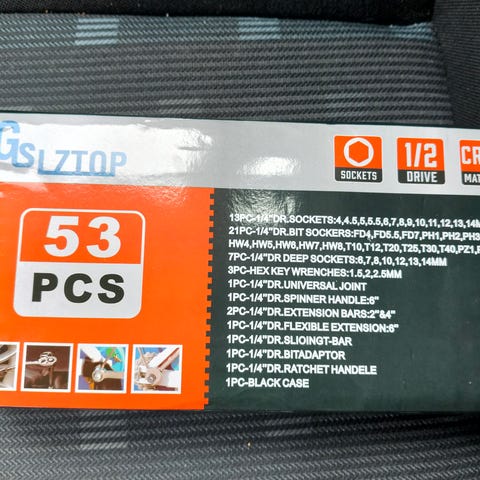 GSLZTOP
SOCKETS
1/2
DRIVE
CR
MAT
53
PCS
13PC-1/4"DR.SOCKETS:4,4.5,5,5.5,6,7,8,9,10,11,12,13,14M
21PC-1/4"DR.BIT SOCKERS:FD4,FD5.5,FD7,PH1,PH2,PH3
HW4,HW5,HW6,HW7,HW8,T10,T12,T20,T25,T30,T40,PZ1,
7PC-1/4"DR DEEP SOCKETS:6,7,8,10,12,13,14MM
3PC-HEX KEY WRENCHES:1.5,2,2.5MM
1PC-1/4"DR.UNIVERSAL JOINT
1PC-1/4"DR.SPINNER HANDLE:6"
2PC-1/4"DR.EXTENSION BARS:2"&4"
1PC-1/4"DR.FLEXIBLE EXTENSION:6"
1PC-1/4"DR.SLIOINGT-BAR
1PC-1/4"DR.BITADAPTOR
1PC-1/4"DR.RATCHET HANDELE
1PC-BLACK CASE